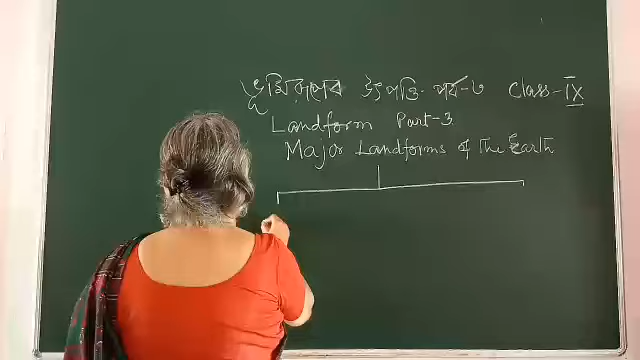 ভূমিরূপের উৎপত্তি পর্ব-৩ Class-IX
Landform Part-3
Major Landforms of the Earth